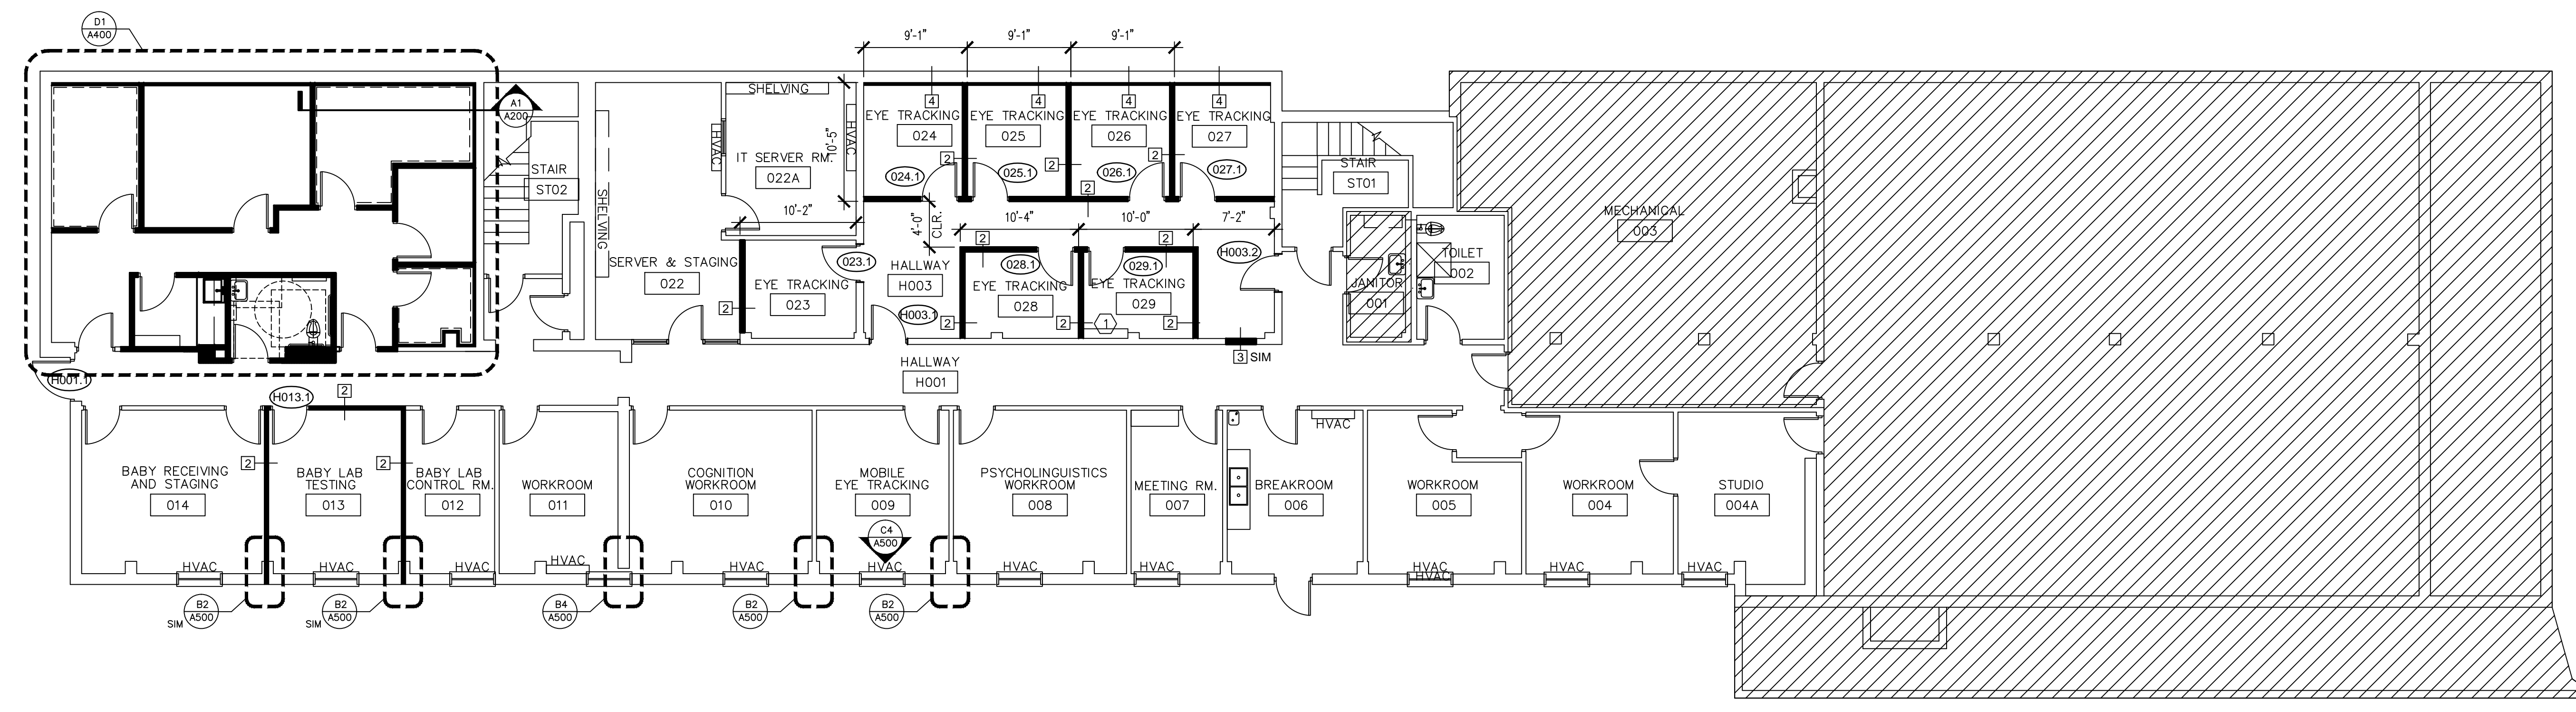 D1
A400
9'-1"
9'-1"
9'-1"
SHELVING
A1
A200
4
4
4
4
EYE TRACKING
024
EYE TRACKING
025
EYE TRACKING
026
EYE TRACKING
027
HVAC
HVAC
10'-5"
IT SERVER RM.
022A
STAIR
ST02
2
2
2
024.1
025.1
026.1
027.1
2
STAIR
ST01
SHELVING
10'-2"
4'-0"
CLR.
10'-4"
10'-0"
7'-2"
MECHANICAL
003
2
2
SERVER & STAGING
022
023.1
HALLWAY
H003
028.1
029.1
H003.2
TOILET
002
EYE TRACKING
023
EYE TRACKING
028
EYE TRACKING
029
JANITOR
001
2
H003.1
2
2
1
2
3
SIM
HALLWAY
H001
H001.1
H013.1
2
HVAC
2
2
BABY RECEIVING
AND STAGING
014
BABY LAB
TESTING
013
BABY LAB
CONTROL RM.
012
WORKROOM
011
COGNITION
WORKROOM
010
MOBILE
EYE TRACKING
009
PSYCHOLINGUISTICS
WORKROOM
008
MEETING RM.
007
BREAKROOM
006
WORKROOM
005
WORKROOM
004
STUDIO
004A
C4
A500
HVAC
HVAC
HVAC
HVAC
HVAC
HVAC
HVAC
HVAC
HVAC
HVAC
HVAC
HVAC
B2
A500
SIM
B2
A500
SIM
B4
A500
B2
A500
B2
A500